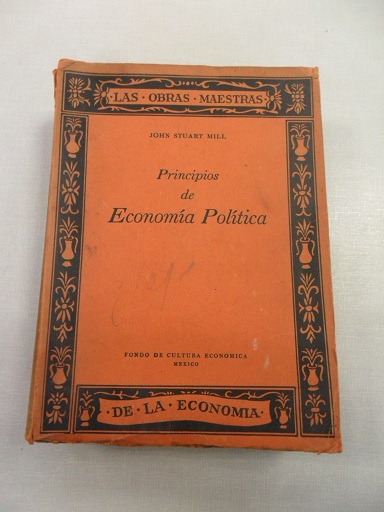 ·LAS·OBRAS·MAESTRAS·
JOHN STUART MILL
Principios
de
Economía Política
FONDO DE CULTURA ECONOMICA
MEXICO
·DE·LA·ECONOMIA·